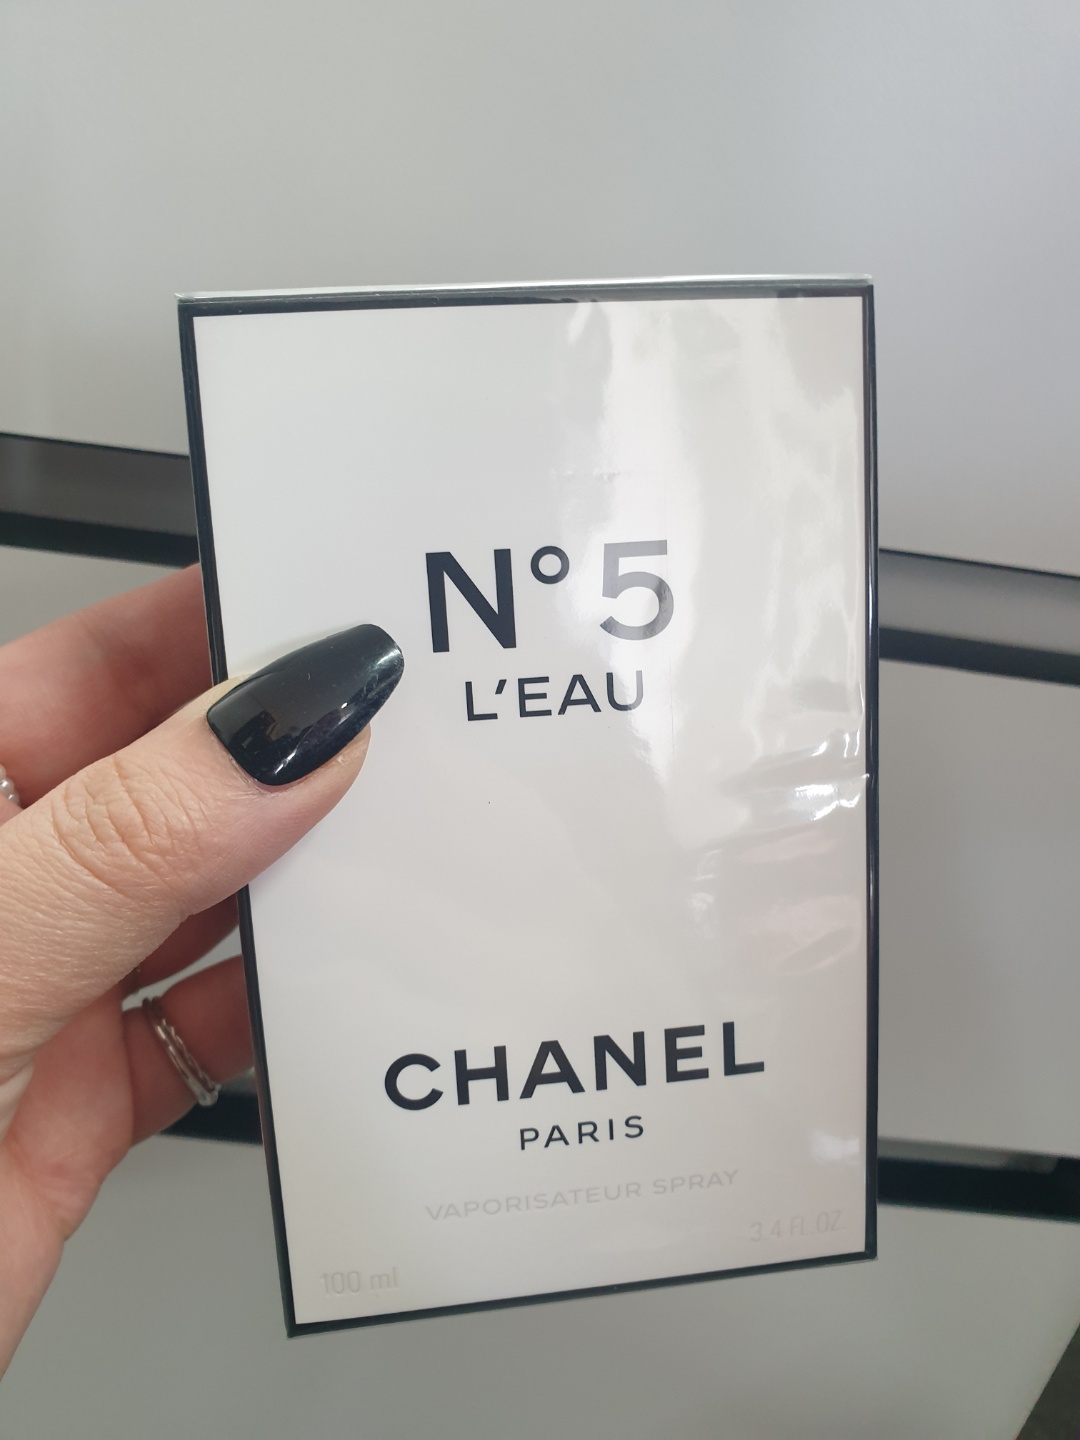 N° 5
L'EAU
CHANEL
PARIS
VAPORISATEUR SPRAY
100 ml
3.4 FL.OZ.